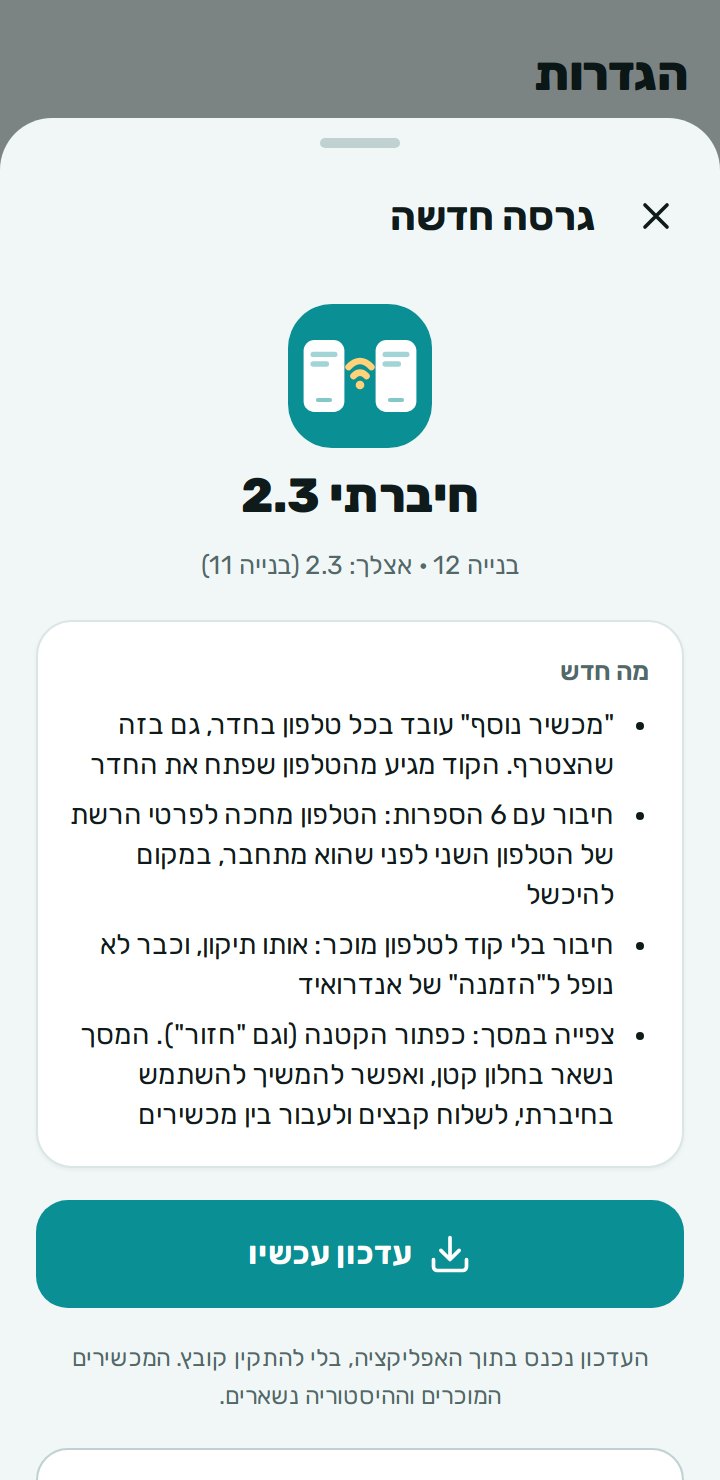 הגדרות
גרסה חדשה
חיברתי 2.3
בנייה 12 • אצלך: 2.3 (בנייה 11)
מה חדש
• "מכשיר נוסף" עובד בכל טלפון בחדר, גם בזה
שהצטרף. הקוד מגיע מהטלפון שפתח את החדר
• חיבור עם 6 הספרות: הטלפון מחכה לפרטי הרשת
של הטלפון השני לפני שהוא מתחבר, במקום
להיכשל
• חיבור בלי קוד לטלפון מוכר: אותו תיקון, וכבר לא
נופל ל"הזמנה" של אנדרואיד
• צפייה במסך: כפתור הקטנה (וגם "חזור"). המסך
נשאר בחלון קטן, ואפשר להמשיך להשתמש
בחיברתי, לשלוח קבצים ולעבור בין מכשירים
עדכון עכשיו
העדכון נכנס בתוך האפליקציה, בלי להתקין קובץ. המכשירים
המוכרים וההיסטוריה נשארים.